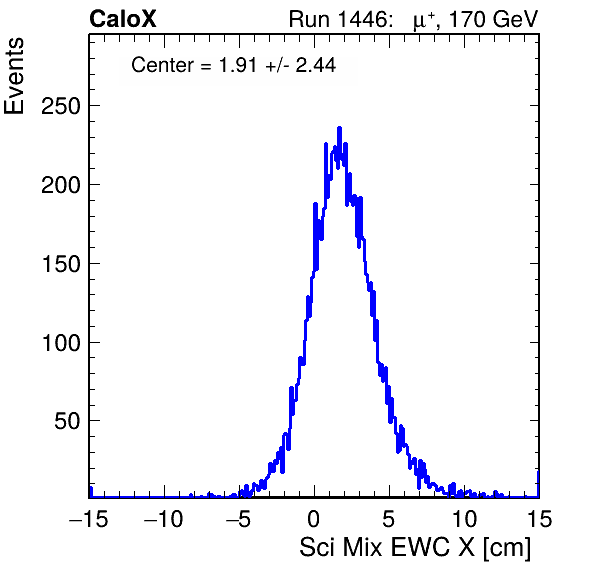 CaloX Run 1446: μ⁺, 170 GeV
Center = 1.91 +/- 2.44
Events
250
200
150
100
50
−15 −10 −5 0 5 10 15
Sci Mix EWC X [cm]